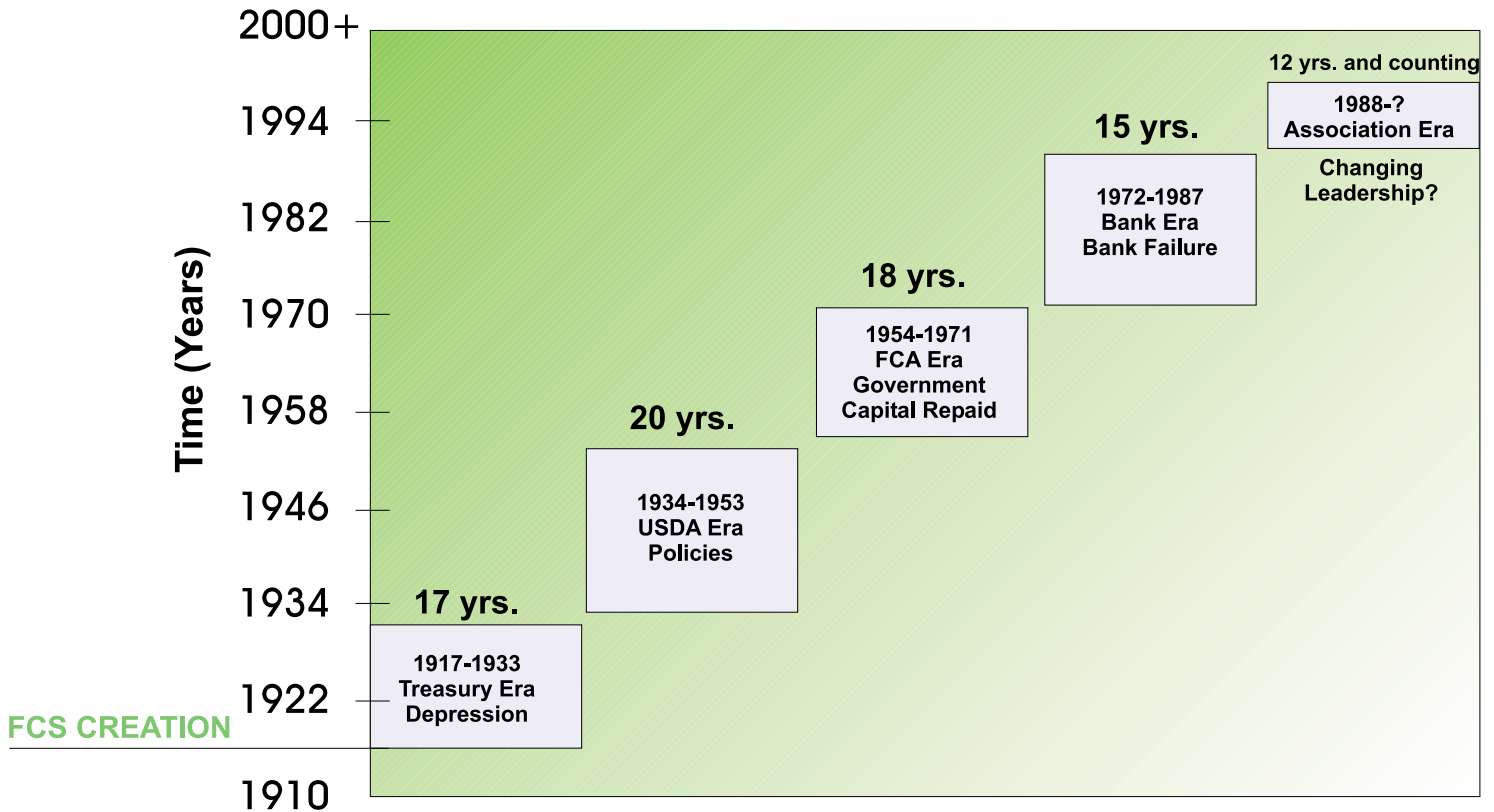 2000+
1994
1982
1970
1958
1946
1934
1922
1910
Time (Years)
FCS CREATION
17 yrs.
1917-1933
Treasury Era
Depression
20 yrs.
1934-1953
USDA Era
Policies
18 yrs.
1954-1971
FCA Era
Government
Capital Repaid
15 yrs.
1972-1987
Bank Era
Bank Failure
12 yrs. and counting
1988-?
Association Era
Changing
Leadership?